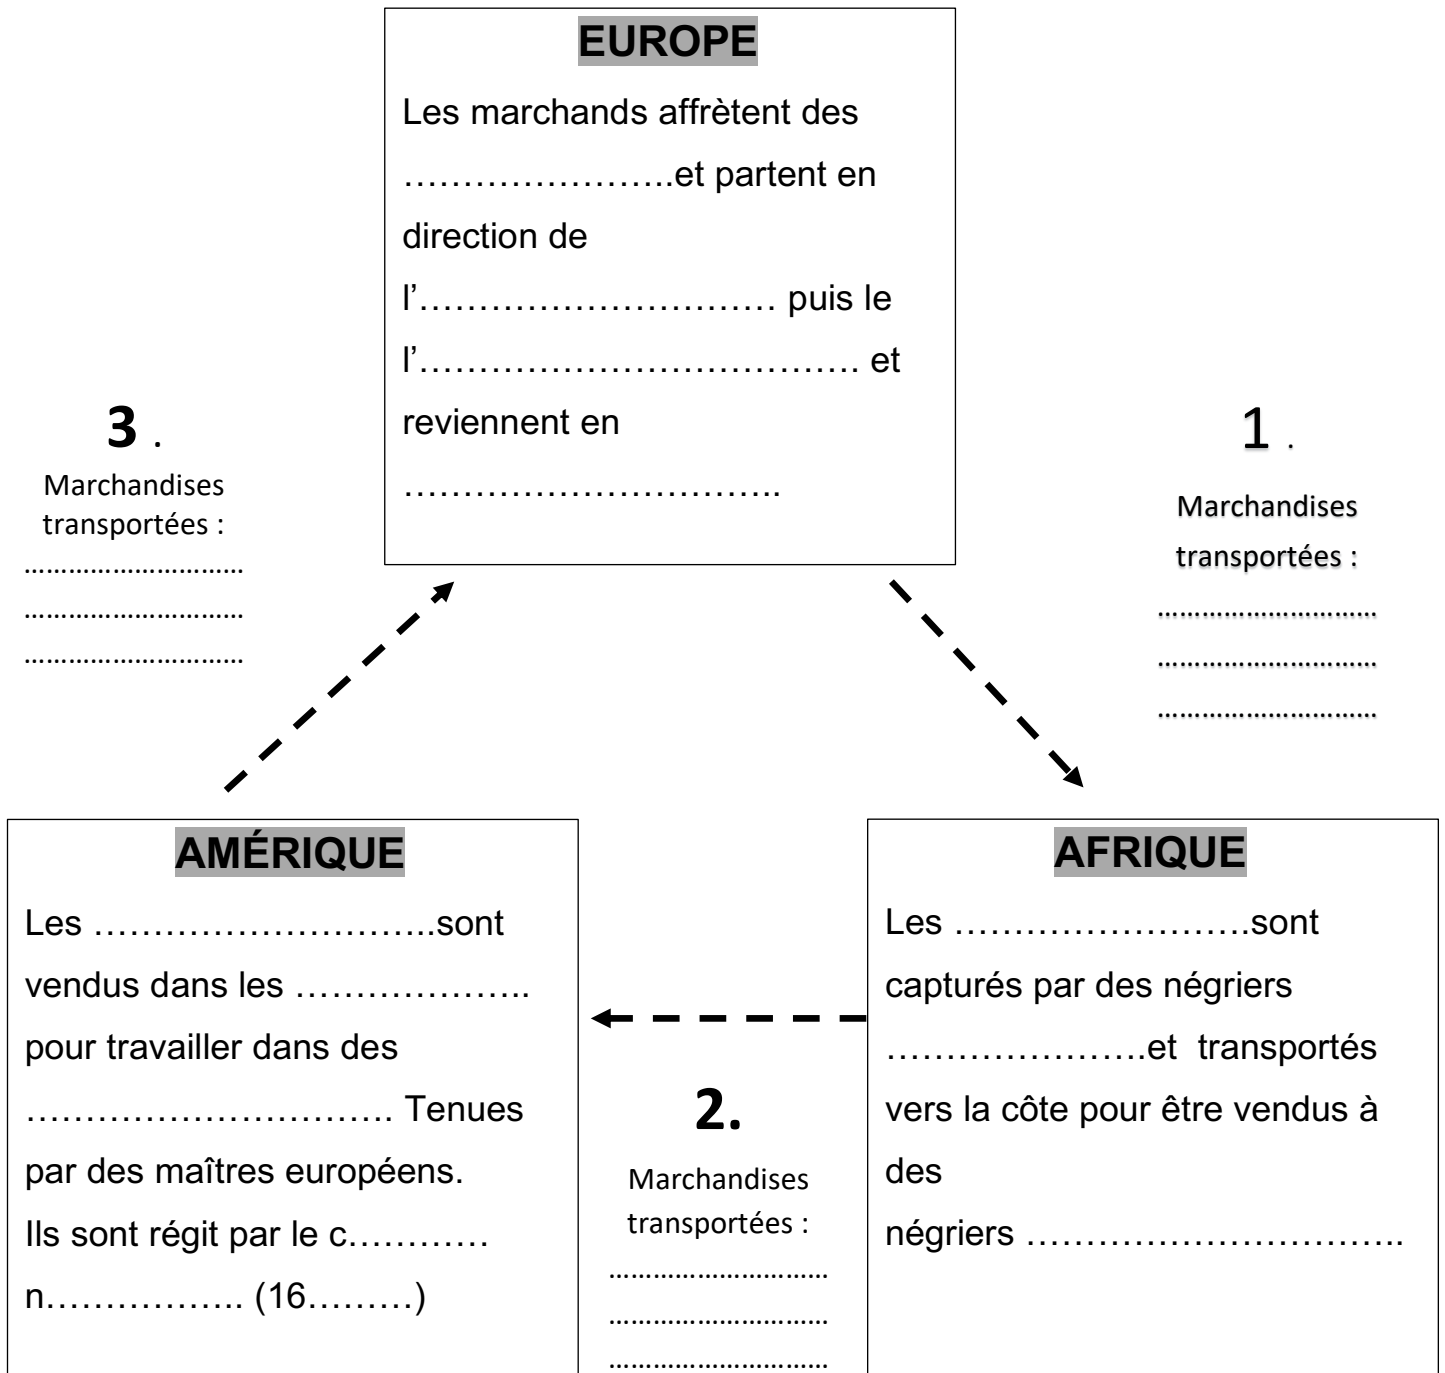 EUROPE
Les marchands affrètent des
…………………..et partent en
direction de
l’………………………… puis le
l’………………………………. et
reviennent en
…………………………..
3 .
Marchandises
transportées :
…………………………
…………………………
…………………………
1 .
Marchandises
transportées :
…………………………
…………………………
…………………………
AMÉRIQUE
Les ………………………..sont
vendus dans les ………………..
pour travailler dans des
…………………………. Tenues
par des maîtres européens.
Ils sont régit par le c…………
n…………….. (16………)
2.
Marchandises
transportées :
…………………………
…………………………
…………………………
AFRIQUE
Les …………………….sont
capturés par des négriers
………………….et transportés
vers la côte pour être vendus à
des
négriers …………………………..